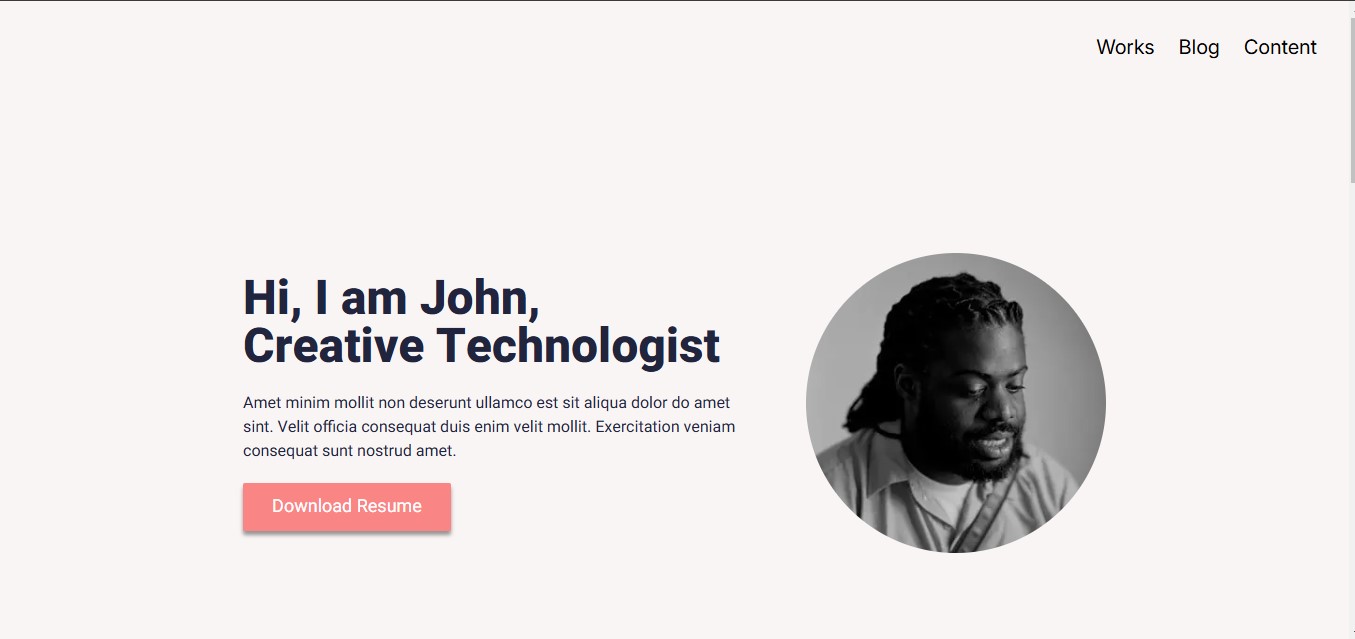 Works Blog Content
Hi, I am John,
Creative Technologist
Amet minim mollit non deserunt ullamco est sit aliqua dolor do amet
sint. Velit officia consequat duis enim velit mollit. Exercitation veniam
consequat sunt nostrud amet.
Download Resume